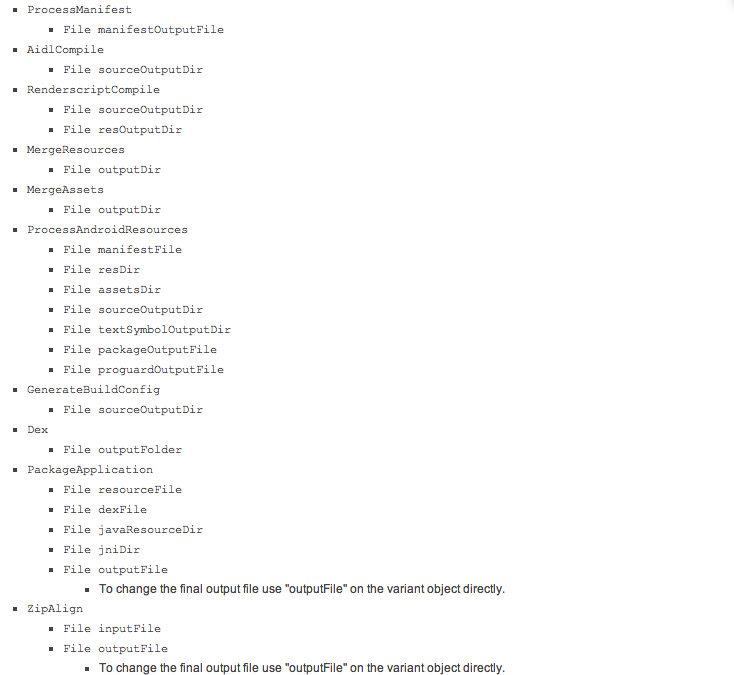 ProcessManifest
File manifestOutputFile
AidlCompile
File sourceOutputDir
RenderscriptCompile
File sourceOutputDir
File resOutputDir
MergeResources
File outputDir
MergeAssets
File outputDir
ProcessAndroidResources
File manifestFile
File resDir
File assetsDir
File sourceOutputDir
File textSymbolOutputDir
File packageOutputFile
File proguardOutputFile
GenerateBuildConfig
File sourceOutputDir
Dex
File outputFolder
PackageApplication
File resourceFile
File dexFile
File javaResourceDir
File jniDir
File outputFile
To change the final output file use "outputFile" on the variant object directly.
ZipAlign
File inputFile
File outputFile
To change the final output file use "outputFile" on the variant object directly.